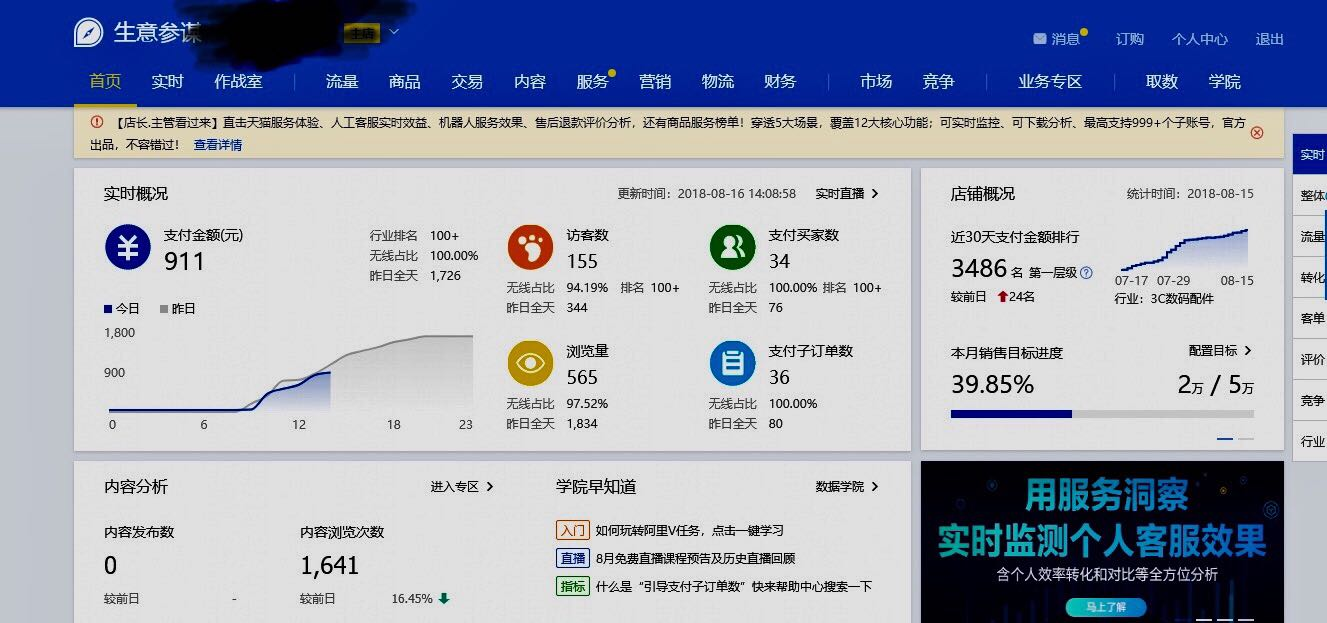 生意参谋
主店
消息 订购 个人中心 退出
首页 实时 作战室 流量 商品 交易 内容 服务 营销 物流 财务 市场 竞争 业务专区 取数 学院
【店长.主管看过来】直击天猫服务体验、人工客服实时效益、机器人服务效果、售后退款评价分析，还有商品服务榜单！穿透5大场景，覆盖12大核心功能；可实时监控、可下载分析、最高支持999+个子账号，官方
出品，不容错过！ 查看详情
实时概况
更新时间：2018-08-16 14:08:58 实时直播
支付金额(元)
911
行业排名 100+
无线占比 100.00%
昨日全天 1,726
今日 昨日
1,800
900
0 6 12 18 23
访客数
155
无线占比 94.19% 排名 100+
昨日全天 344
支付买家数
34
无线占比 100.00% 排名 100+
昨日全天 76
浏览量
565
无线占比 97.52%
昨日全天 1,834
支付子订单数
36
无线占比 100.00%
昨日全天 80
店铺概况
统计时间：2018-08-15
近30天支付金额排行
3486 名 第一层级
较前日 24名
07-17 07-29 08-15
行业：3C数码配件
本月销售目标进度
配置目标
39.85%
2万 / 5万
实时
整体
流量
转化
客单
评价
竞争
行业
内容分析
进入专区
内容发布数
0
较前日 -
内容浏览次数
1,641
较前日 16.45%
学院早知道
数据学院
入门 如何玩转阿里V任务，点击一键学习
直播 8月免费直播课程预告及历史直播回顾
指标 什么是“引导支付子订单数”快来帮助中心搜索一下
用服务洞察
实时监测个人客服效果
含个人效率转化和对比等全方位分析
马上了解